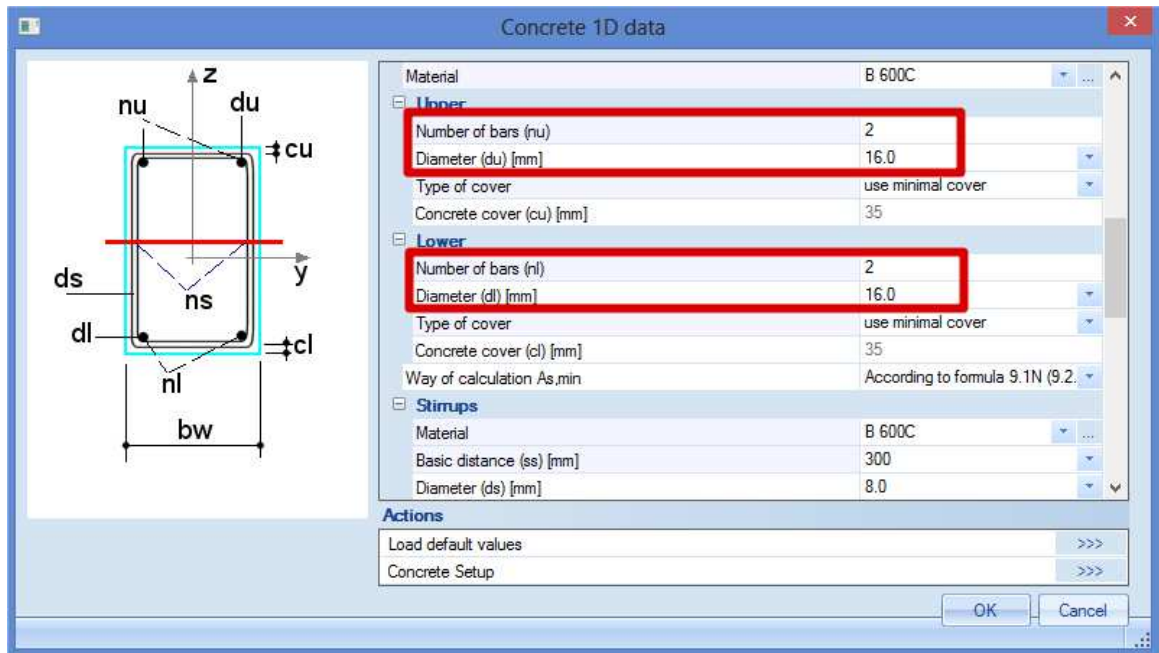 Concrete 1D data
z
nu du
cu
y
ds
ns
dl
cl
nl
bw
Material B 600C ...
Upper
Number of bars (nu) 2
Diameter (du) [mm] 16.0
Type of cover use minimal cover
Concrete cover (cu) [mm] 35
Lower
Number of bars (nl) 2
Diameter (dl) [mm] 16.0
Type of cover use minimal cover
Concrete cover (cl) [mm] 35
Way of calculation As,min According to formula 9.1N (9.2.
Stirrups
Material B 600C ...
Basic distance (ss) [mm] 300
Diameter (ds) [mm] 8.0
Actions
Load default values >>>
Concrete Setup >>>
OK Cancel